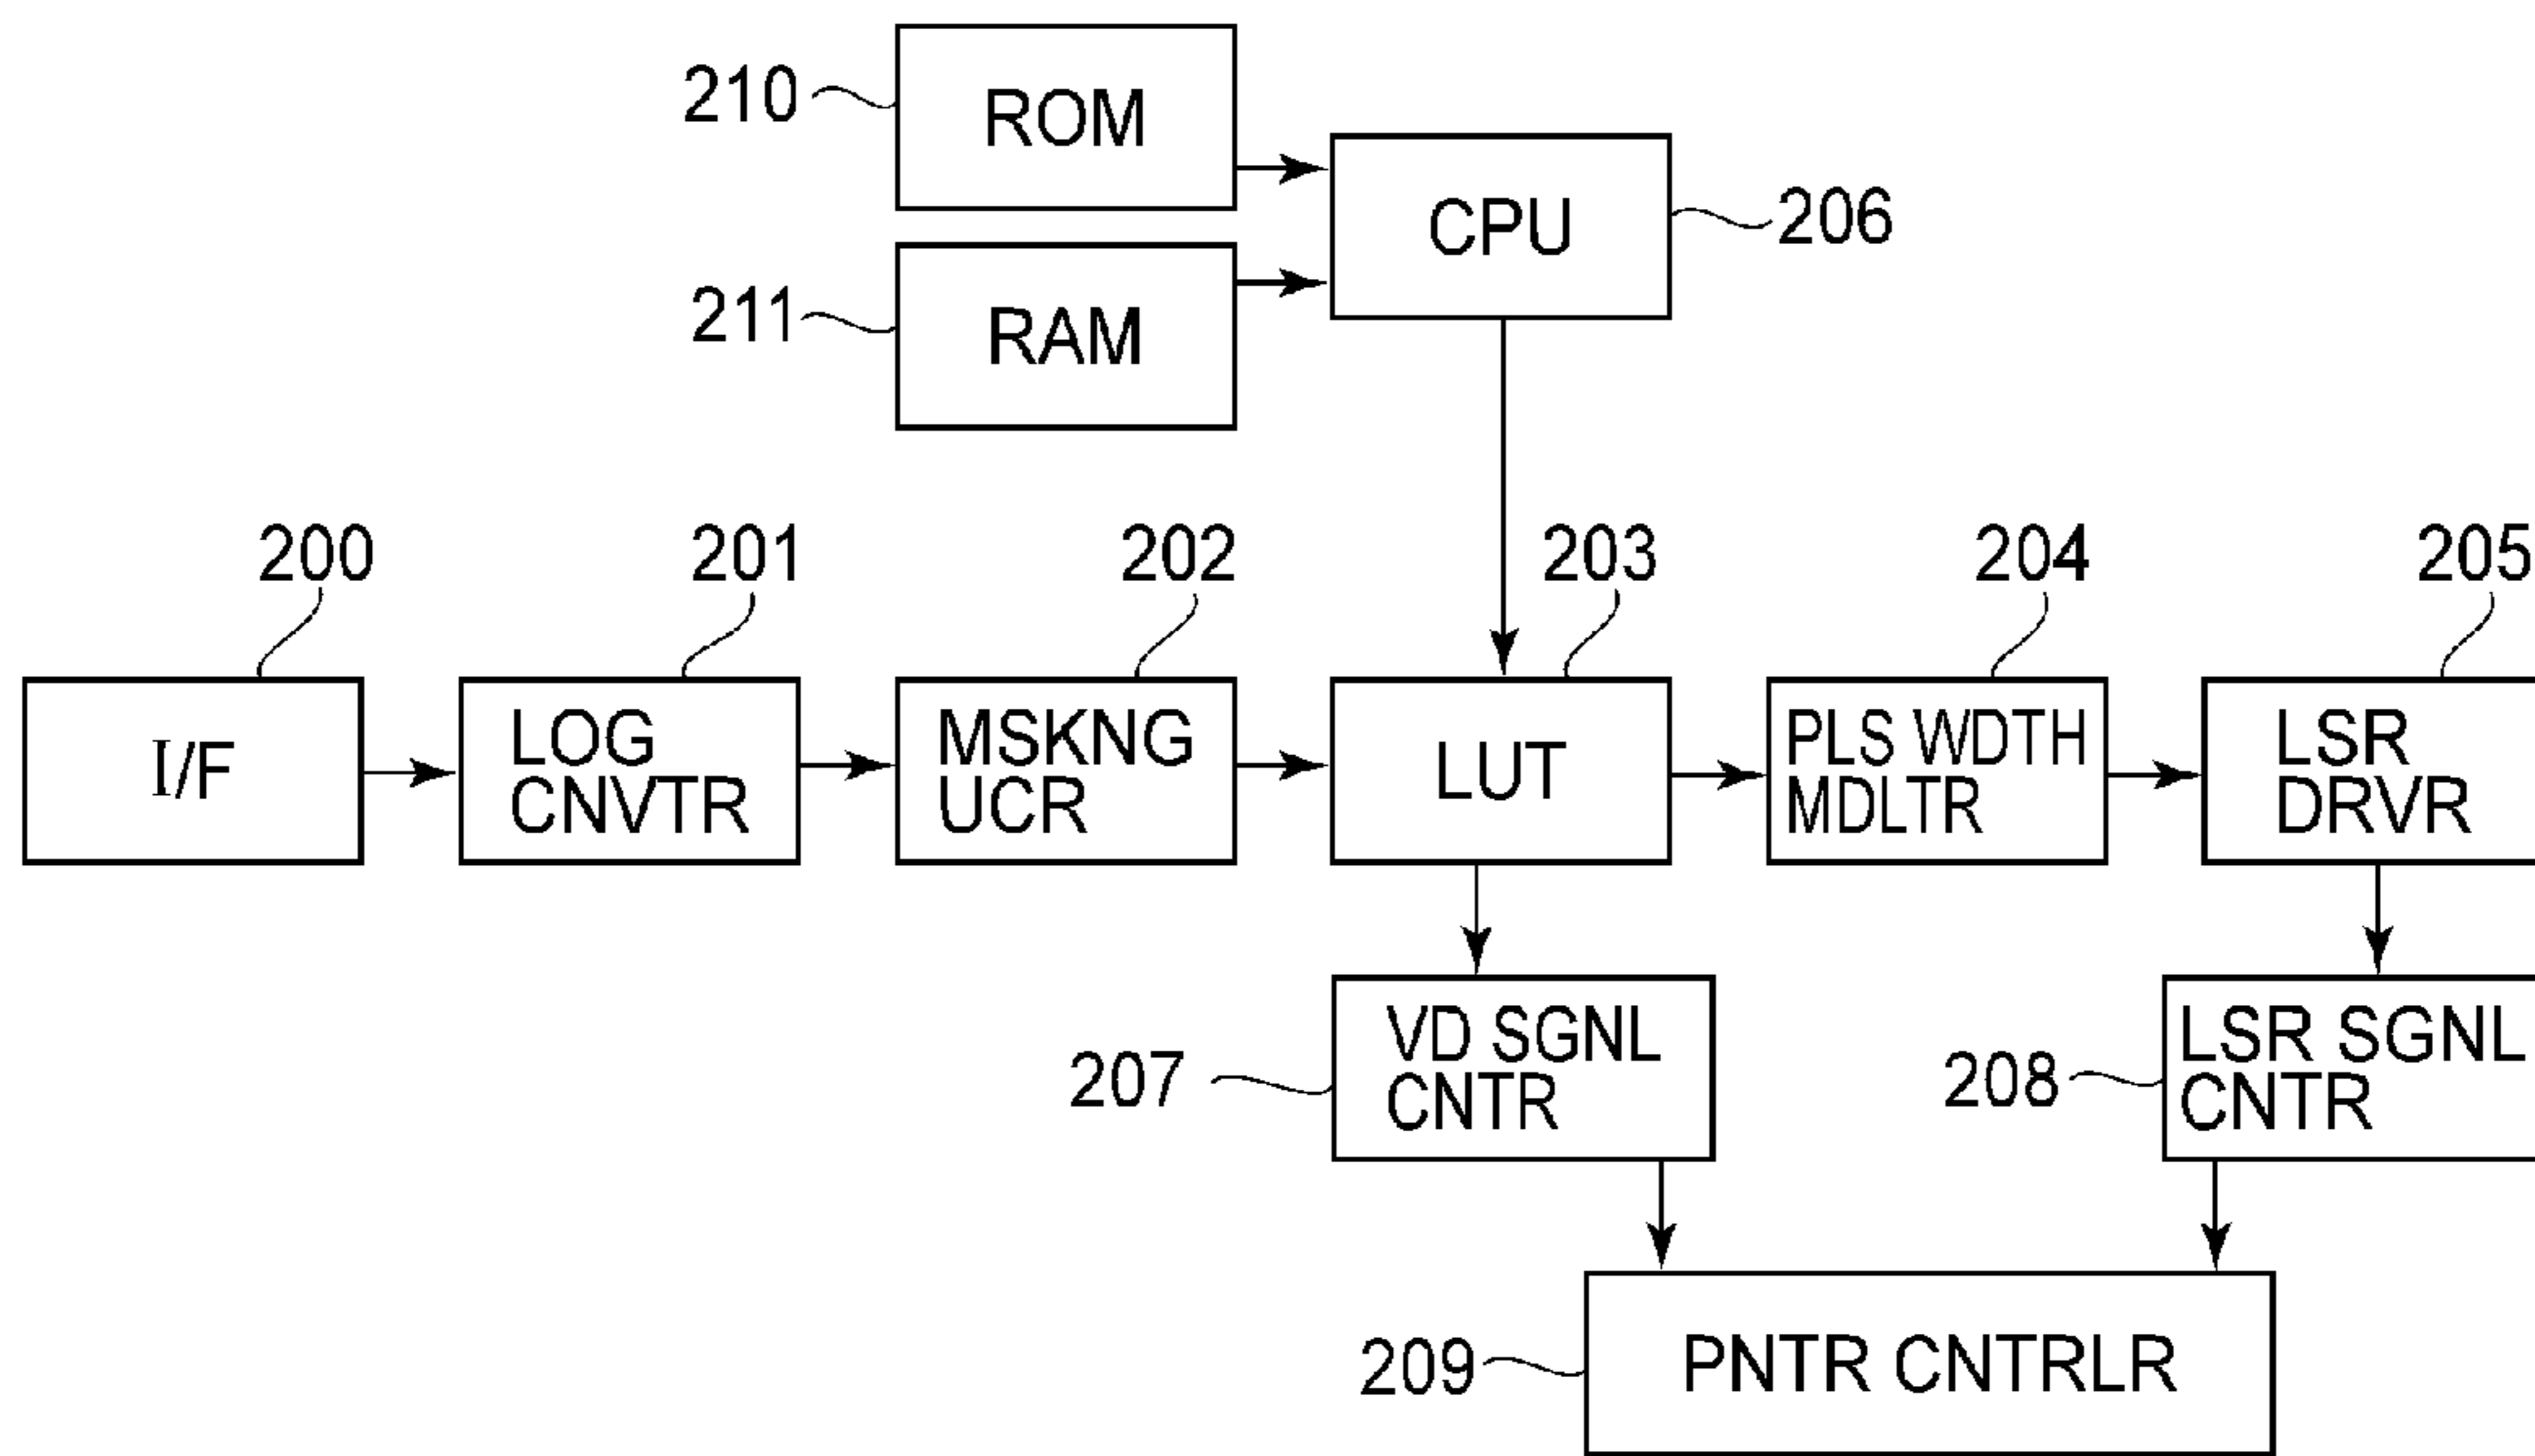 210
ROM
CPU
206
211
RAM
200
201
202
203
204
205
I/F
LOG
CNVTR
MSKNG
UCR
LUT
PLS WDTH
MDLTR
LSR
DRVR
207
VD SGNL
CNTR
208
LSR SGNL
CNTR
209
PNTR CNTRLR